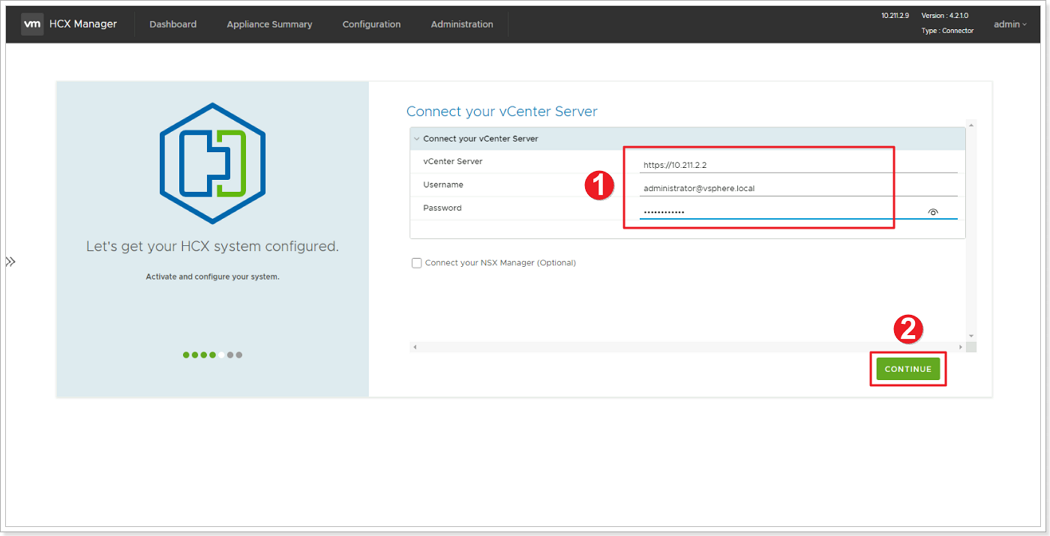 vm HCX Manager Dashboard Appliance Summary Configuration Administration 10.211.2.9 Version : 4.2.1.0 admin
Type : Connector
Connect your vCenter Server
Connect your vCenter Server
vCenter Server https://10.211.2.2
1
Username administrator@vsphere.local
Password ••••••••••••
Let's get your HCX system configured.
Connect your NSX Manager (Optional)
Activate and configure your system.
2
CONTINUE